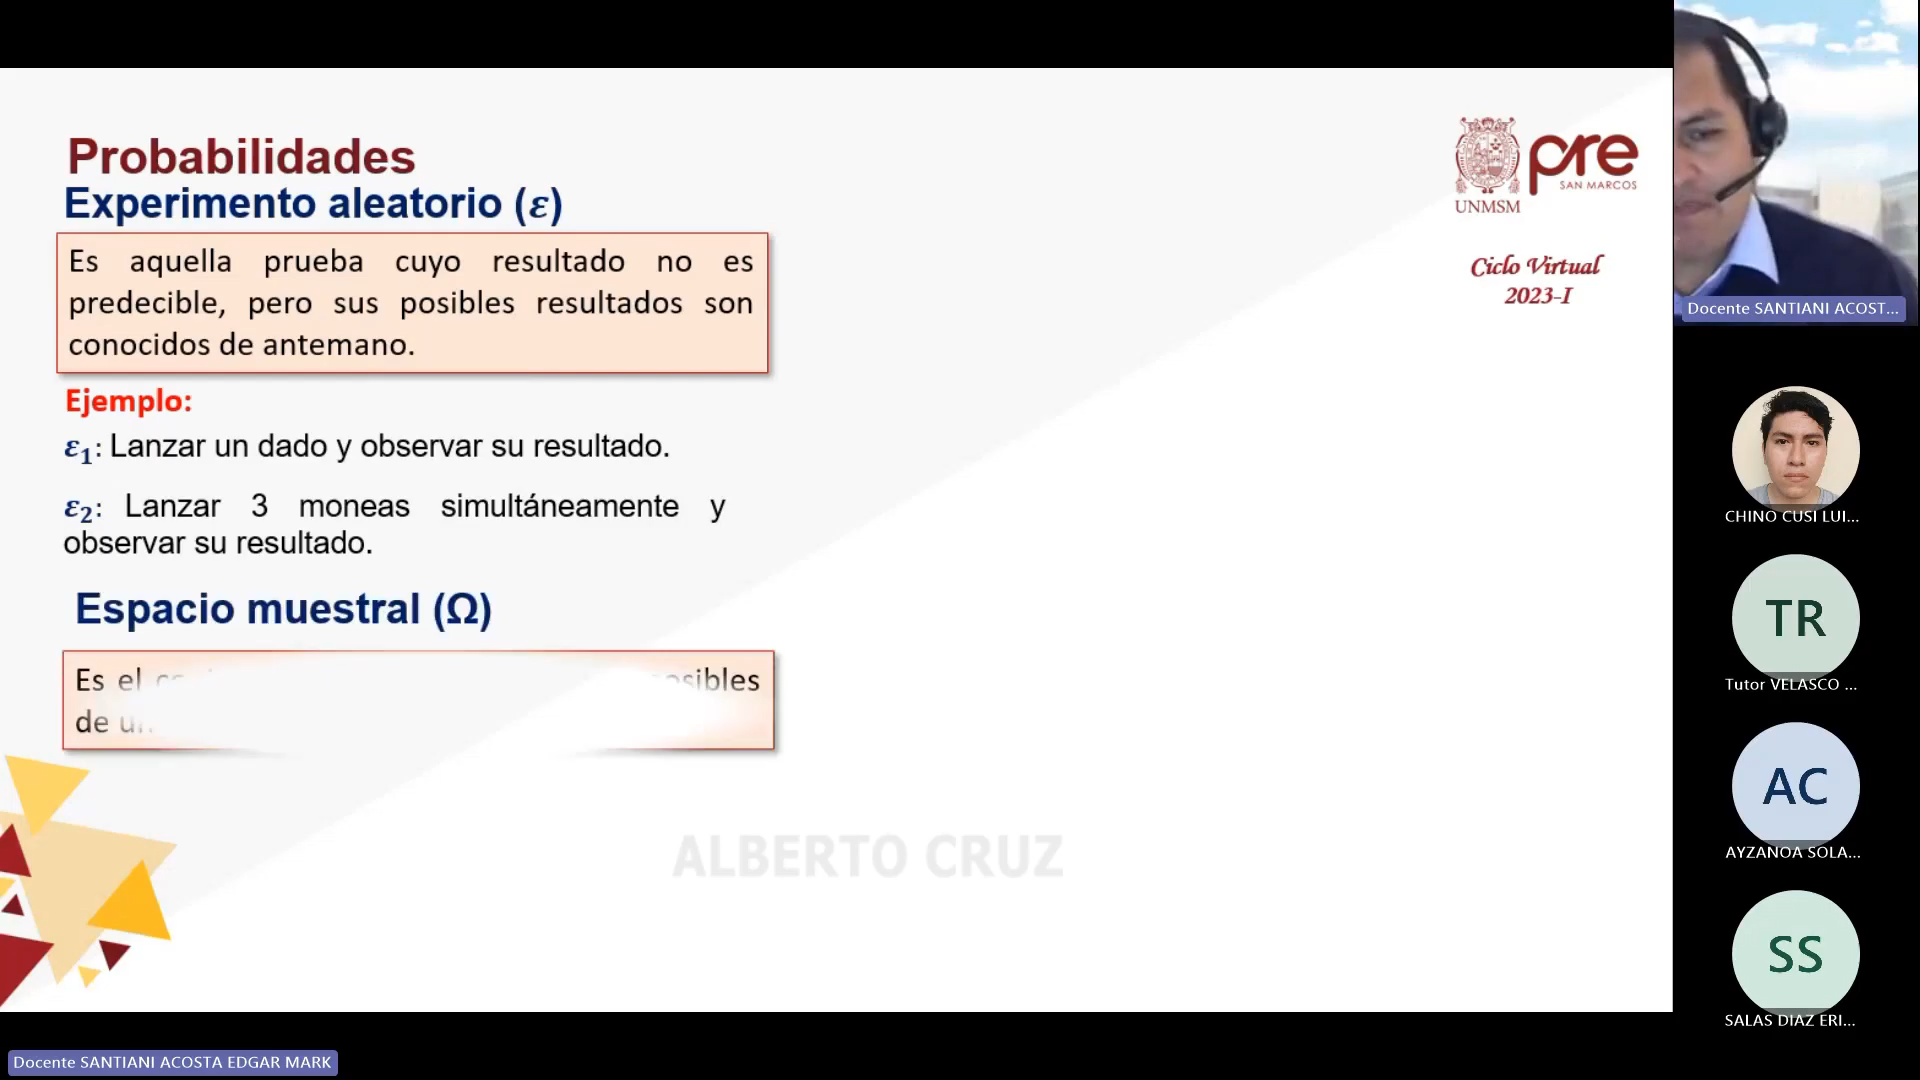 Probabilidades
Experimento aleatorio (ε)
Es aquella prueba cuyo resultado no es
predecible, pero sus posibles resultados son
conocidos de antemano.
Ejemplo:
ε₁: Lanzar un dado y observar su resultado.
ε₂: Lanzar 3 moneas simultáneamente y
observar su resultado.
Espacio muestral (Ω)
Es el
de
ALBERTO CRUZ
UNMSM
pre
SAN MARCOS
Ciclo Virtual
2023-I
Docente SANTIANI ACOST...
CHINO CUSI LUI...
TR
Tutor VELASCO ...
AC
AYZANOA SOLA...
SS
SALAS DIAZ ERI...
Docente SANTIANI ACOSTA EDGAR MARK